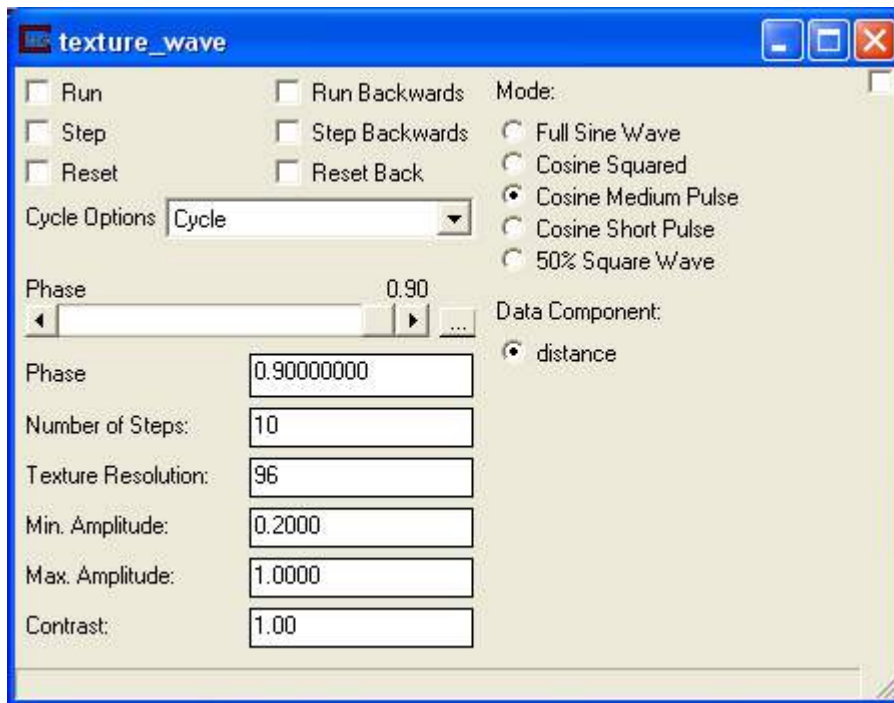 texture_wave
Run
Run Backwards
Step
Step Backwards
Reset
Reset Back
Cycle Options Cycle
Phase 0.90
...
Phase 0.90000000
Number of Steps: 10
Texture Resolution: 96
Min. Amplitude: 0.2000
Max. Amplitude: 1.0000
Contrast: 1.00
Mode:
Full Sine Wave
Cosine Squared
Cosine Medium Pulse
Cosine Short Pulse
50% Square Wave
Data Component:
distance